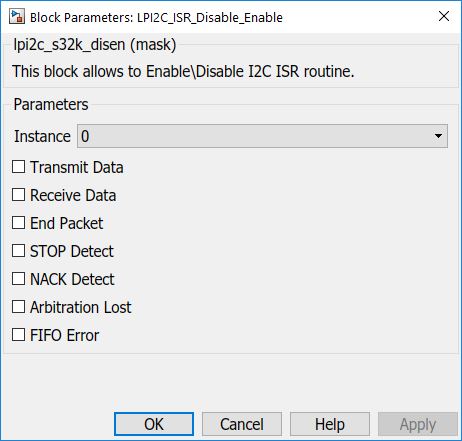 Block Parameters: LPI2C_ISR_Disable_Enable
lpi2c_s32k_disen (mask)
This block allows to Enable\Disable I2C ISR routine.
Parameters
Instance 0
Transmit Data
Receive Data
End Packet
STOP Detect
NACK Detect
Arbitration Lost
FIFO Error
OK Cancel Help Apply